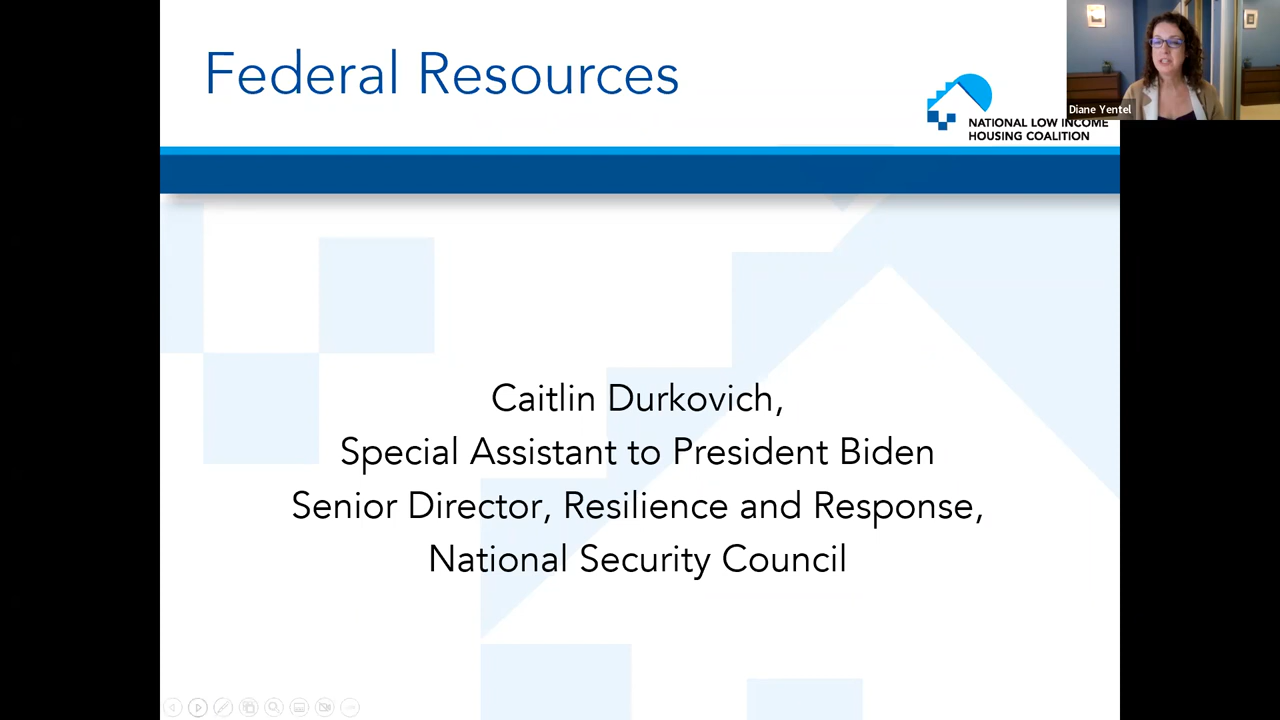 Federal Resources
Diane Yentel
NATIONAL LOW INCOME
HOUSING COALITION
Caitlin Durkovich,
Special Assistant to President Biden
Senior Director, Resilience and Response,
National Security Council